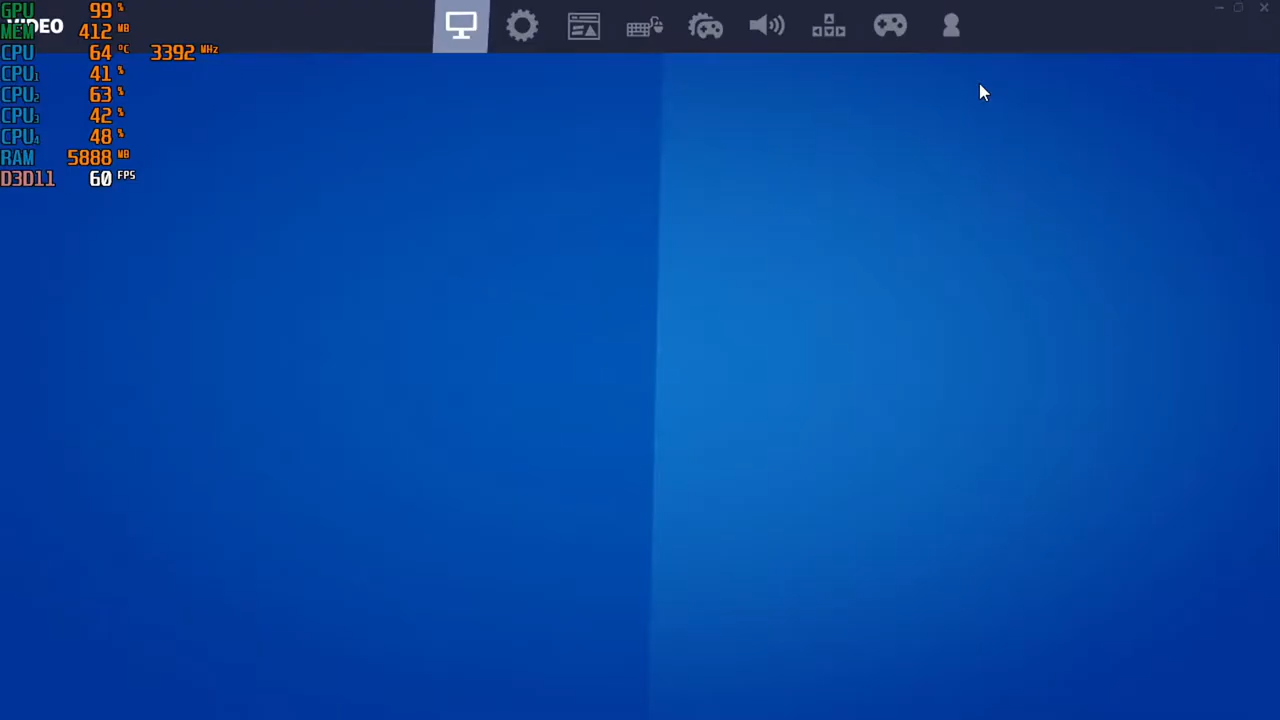 GPU 99 %
VIDEO
MEM 412 MB
CPU 64 °C 3392 MHz
CPU1 41 %
CPU2 63 %
CPU3 42 %
CPU4 48 %
RAM 5888 MB
D3D11 60 FPS